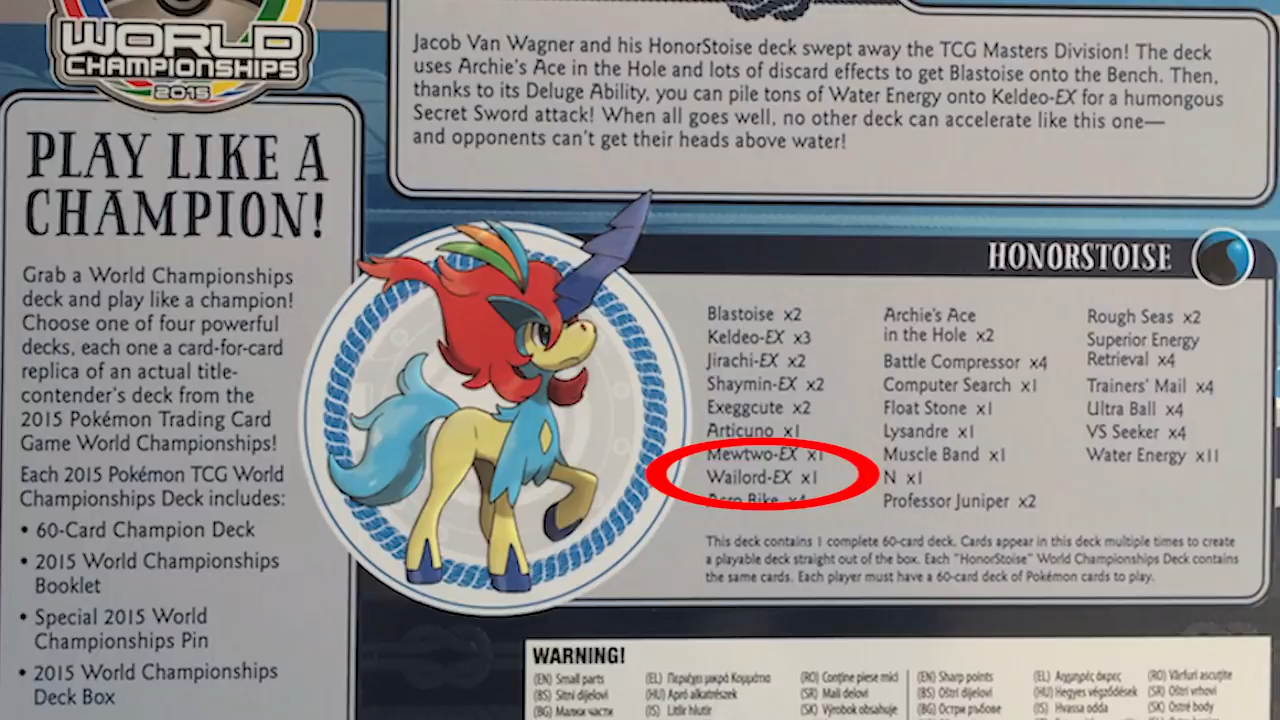 WORLD
CHAMPIONSHIPS
2015
PLAY LIKE A
CHAMPION!
Grab a World Championships
deck and play like a champion!
Choose one of four powerful
decks, each one a card-for-card
replica of an actual title-
contender's deck from the
2015 Pokémon Trading Card
Game World Championships!
Each 2015 Pokémon TCG World
Championships Deck includes:
• 60-Card Champion Deck
• 2015 World Championships
Booklet
• Special 2015 World
Championships Pin
• 2015 World Championships
Deck Box
Jacob Van Wagner and his HonorStoise deck swept away the TCG Masters Division! The deck
uses Archie's Ace in the Hole and lots of discard effects to get Blastoise onto the Bench. Then,
thanks to its Deluge Ability, you can pile tons of Water Energy onto Keldeo-EX for a humongous
Secret Sword attack! When all goes well, no other deck can accelerate like this one—
and opponents can't get their heads above water!
HONORSTOISE
Blastoise x2
Keldeo-EX x3
Jirachi-EX x2
Shaymin-EX x2
Exeggcute x2
Articuno x1
Mewtwo-EX x1
Wailord-EX x1
Acro Bike x4
Archie's Ace
in the Hole x2
Battle Compressor x4
Computer Search x1
Float Stone x1
Lysandre x1
Muscle Band x1
N x1
Professor Juniper x2
Rough Seas x2
Superior Energy
Retrieval x4
Trainers' Mail x4
Ultra Ball x4
VS Seeker x4
Water Energy x11
This deck contains 1 complete 60-card deck. Cards appear in this deck multiple times to create
a playable deck straight out of the box. Each "HonorStoise" World Championships Deck contains
the same cards. Each player must have a 60-card deck of Pokémon cards to play.
WARNING!
(EN) Small parts
(BS) Sitni dijelovi
(BG) Малки части
(EL) Περιέχει μικρά Κομμάτια
(HU) Apró alkatrészek
(IS) Litlir hlutir
(RO) Conține piese mici
(SR) Mali delovi
(SK) Výrobok obsahuje
(EN) Sharp points
(BS) Oštri dijelovi
(BG) Остри ръбове
(EL) Αιχμηρές άκρες
(HU) Hegyes végződések
(IS) Hvassa odda
(RO) Vârfuri ascuțite
(SR) Oštri vrhovi
(SK) Ostré body